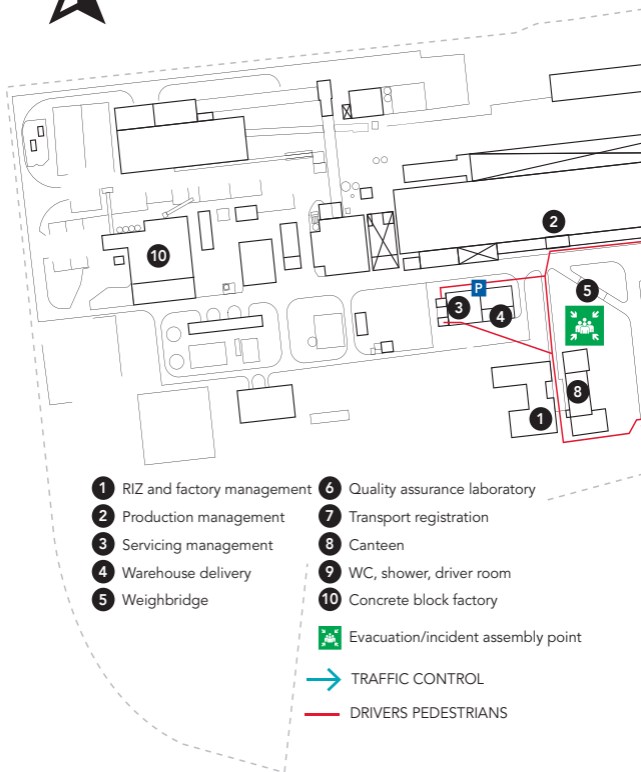 2
10
5
P
3
4
8
1
1 RIZ and factory management
2 Production management
3 Servicing management
4 Warehouse delivery
5 Weighbridge
6 Quality assurance laboratory
7 Transport registration
8 Canteen
9 WC, shower, driver room
10 Concrete block factory
Evacuation/incident assembly point
TRAFFIC CONTROL
DRIVERS PEDESTRIANS